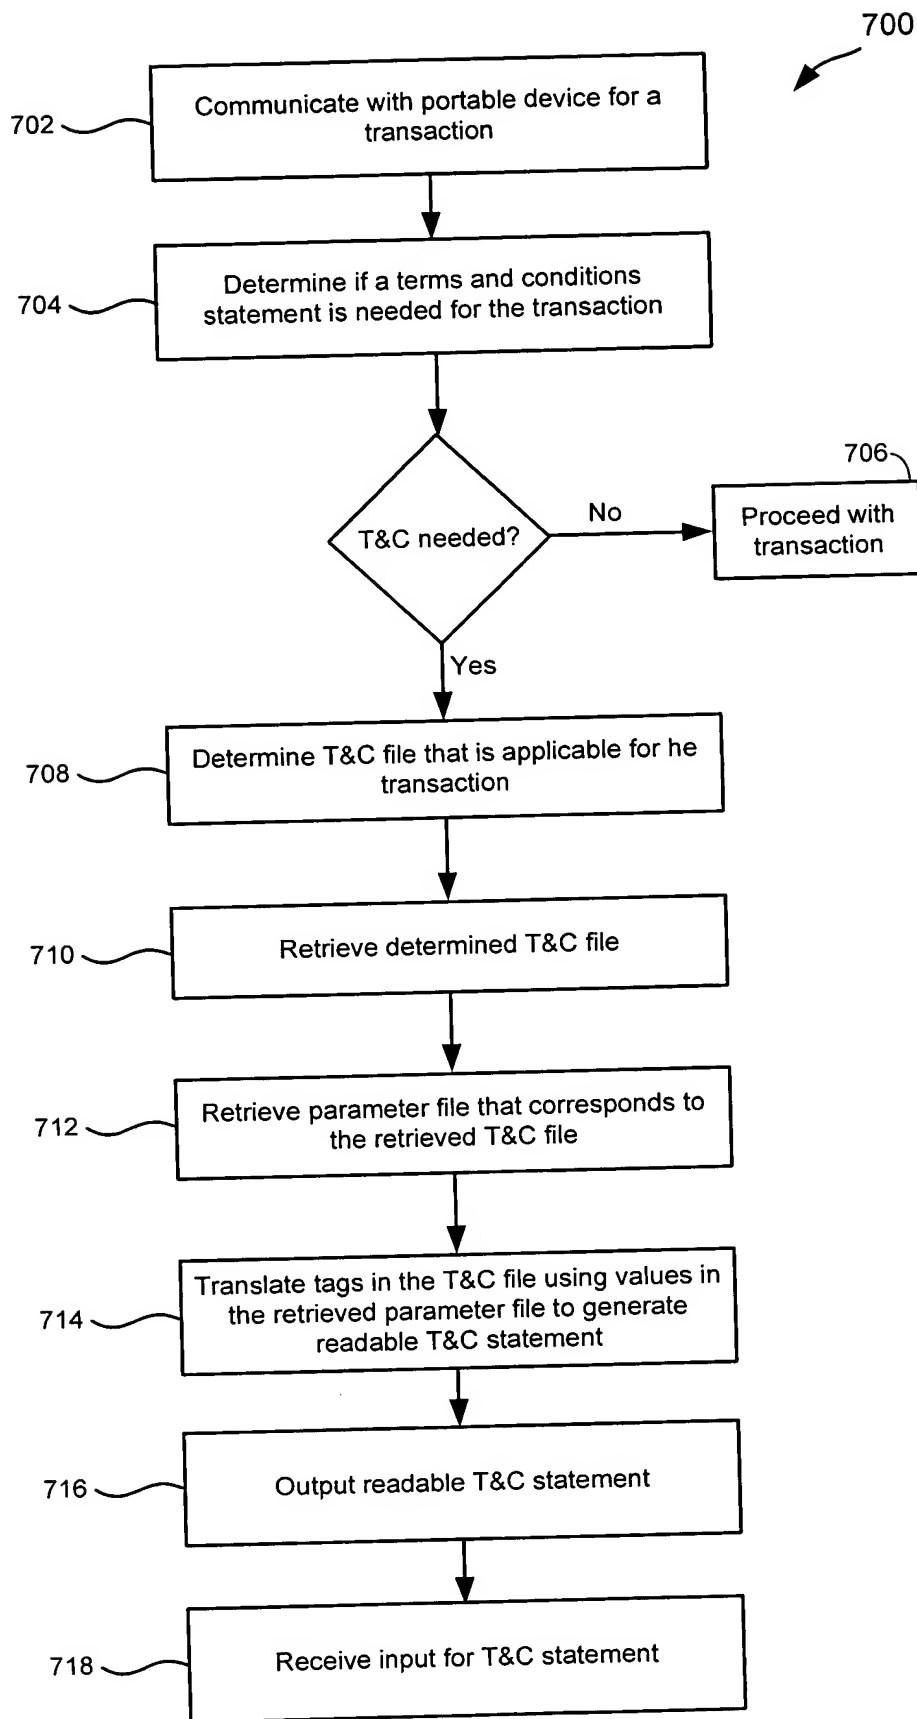 700
702
Communicate with portable device for a
transaction
704
Determine if a terms and conditions
statement is needed for the transaction
706
T&C needed?
No
Proceed with
transaction
Yes
708
Determine T&C file that is applicable for he
transaction
710
Retrieve determined T&C file
712
Retrieve parameter file that corresponds to
the retrieved T&C file
714
Translate tags in the T&C file using values in
the retrieved parameter file to generate
readable T&C statement
716
Output readable T&C statement
718
Receive input for T&C statement